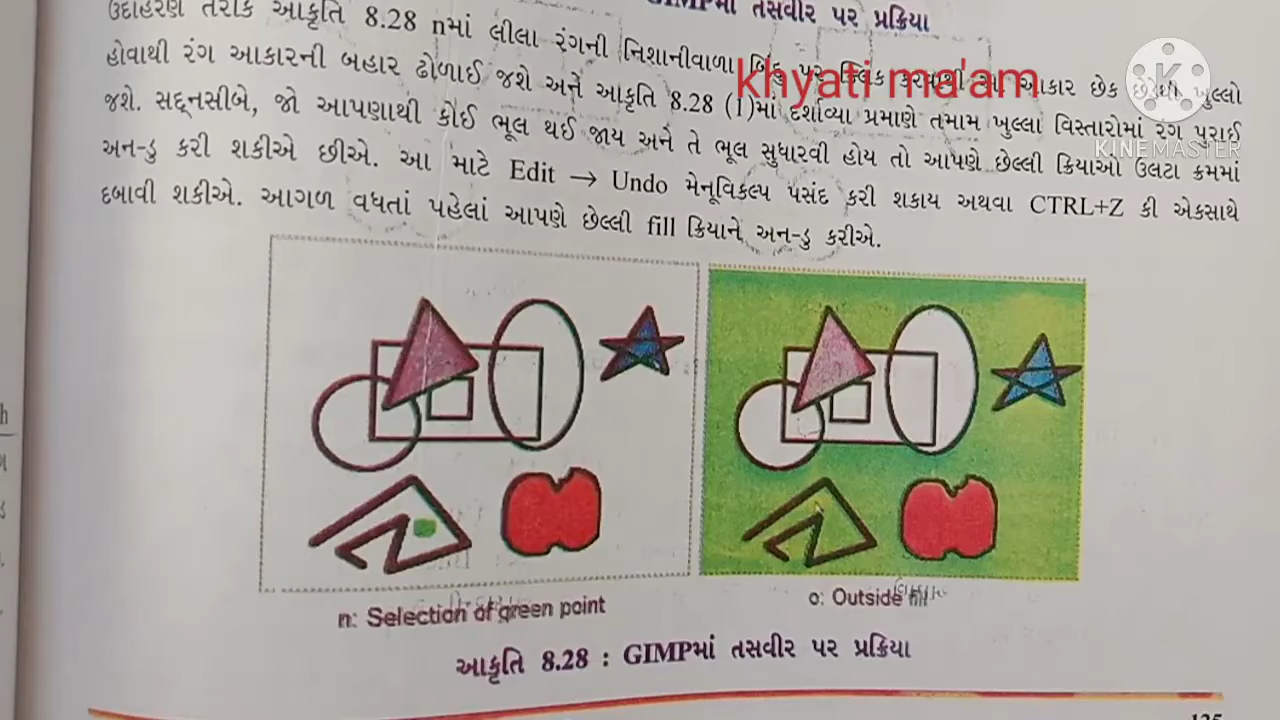 GIMPમાં તસવીર પર પ્રક્રિયા
ઉદાહરણ તરીકે આકૃતિ 8.28 nમાં લીલા રંગની નિશાનીવાળા બિંદુ પર ક્લિક કરવાથી આકાર છેક છેડેથી ખુલ્લો
khyati ma'am
KINEMASTER
હોવાથી રંગ આકારની બહાર ઢોળાઈ જશે અને આકૃતિ 8.28 (l)માં દર્શાવ્યા પ્રમાણે તમામ ખુલ્લા વિસ્તારોમાં રંગ પુરાઈ
જશે. સદ્નસીબે, જો આપણાથી કોઈ ભૂલ થઈ જાય અને તે ભૂલ સુધારવી હોય તો આપણે છેલ્લી ક્રિયાઓ ઉલટા ક્રમમાં
અન-ડુ કરી શકીએ છીએ. આ માટે Edit → Undo મેનૂવિકલ્પ પસંદ કરી શકાય અથવા CTRL+Z કી એકસાથે
દબાવી શકીએ. આગળ વધતાં પહેલાં આપણે છેલ્લી fill ક્રિયાને અન-ડુ કરીએ.
n: Selection of green point
o: Outside fill
આકૃતિ 8.28 : GIMPમાં તસવીર પર પ્રક્રિયા